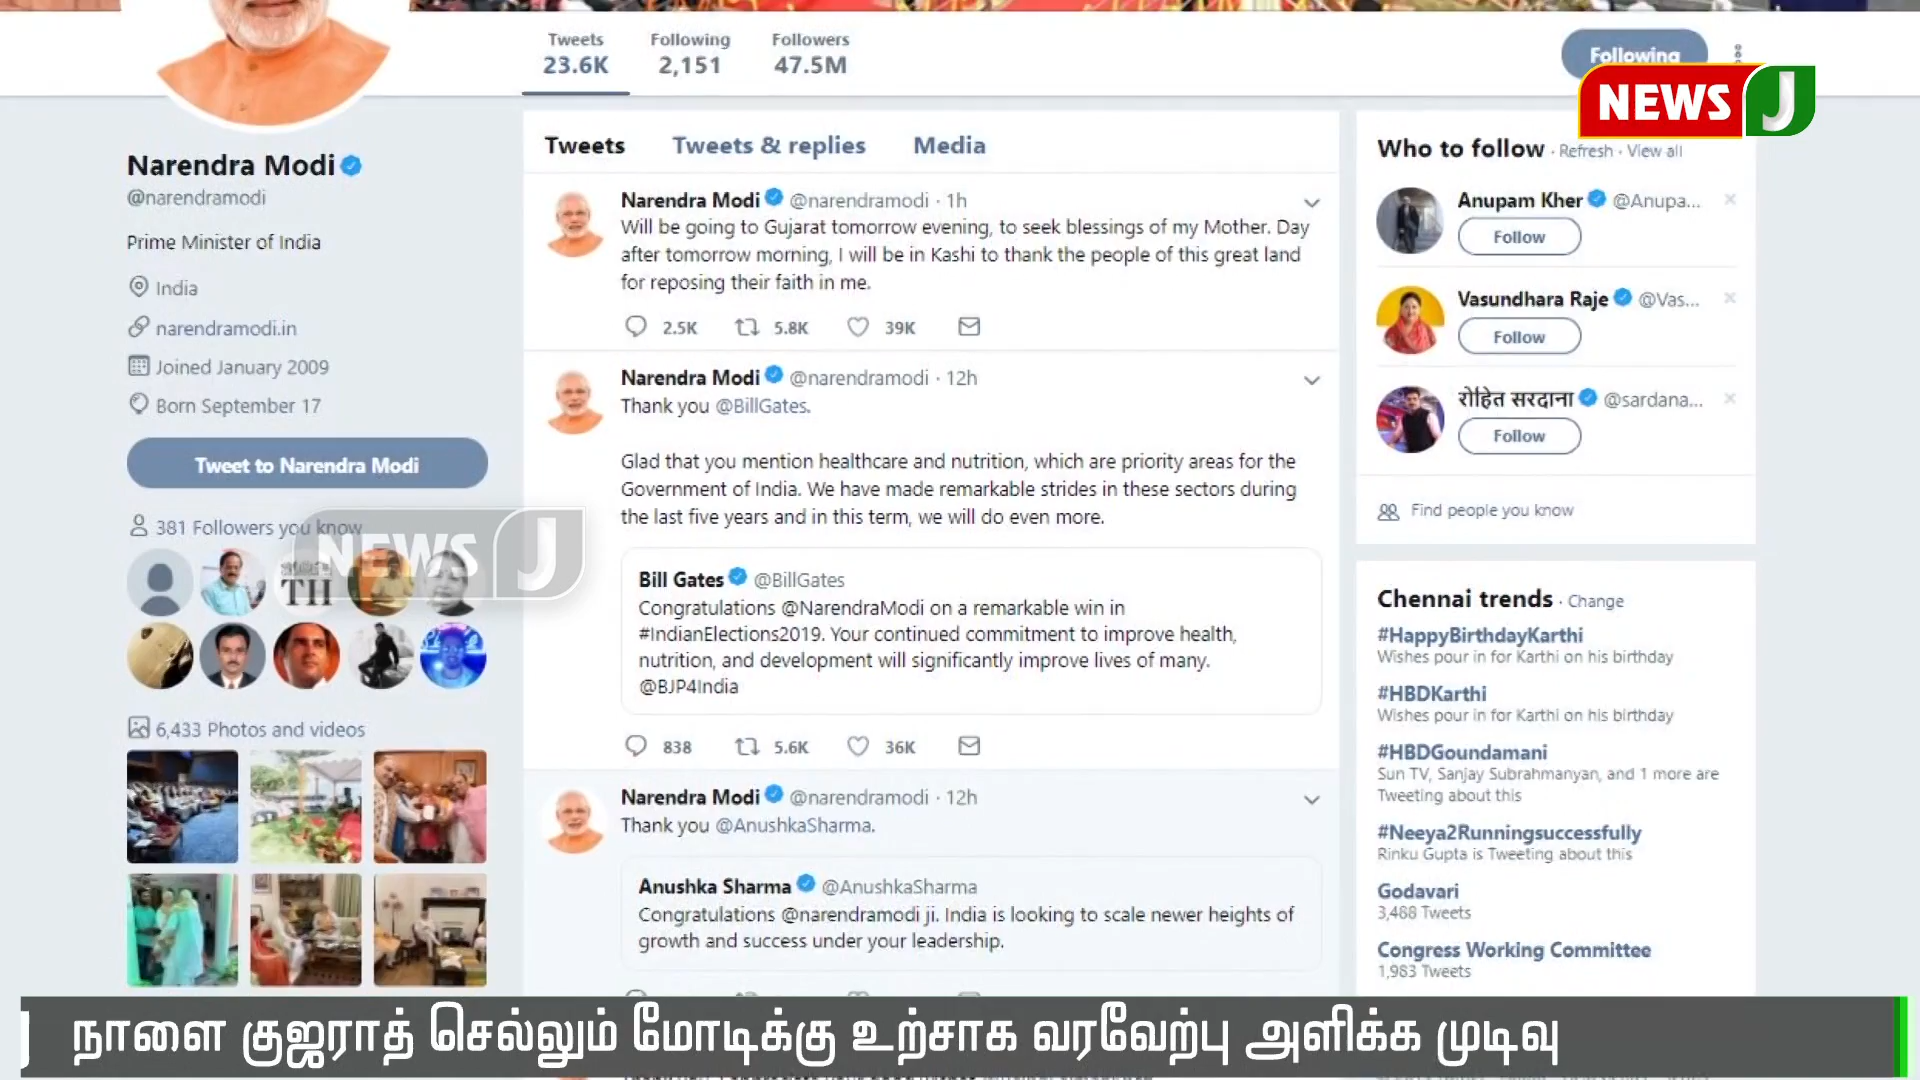 Tweets
23.6K
Following
2,151
Followers
47.5M
Following
NEWS J
Narendra Modi
@narendramodi
Prime Minister of India
India
narendramodi.in
Joined January 2009
Born September 17
Tweet to Narendra Modi
381 Followers you know
NEWS J
TH
6,433 Photos and videos
Tweets Tweets & replies Media
Narendra Modi @narendramodi · 1h
Will be going to Gujarat tomorrow evening, to seek blessings of my Mother. Day
after tomorrow morning, I will be in Kashi to thank the people of this great land
for reposing their faith in me.
2.5K 5.8K 39K
Narendra Modi @narendramodi · 12h
Thank you @BillGates.
Glad that you mention healthcare and nutrition, which are priority areas for the
Government of India. We have made remarkable strides in these sectors during
the last five years and in this term, we will do even more.
Bill Gates @BillGates
Congratulations @NarendraModi on a remarkable win in
#IndianElections2019. Your continued commitment to improve health,
nutrition, and development will significantly improve lives of many.
@BJP4India
838 5.6K 36K
Narendra Modi @narendramodi · 12h
Thank you @AnushkaSharma.
Anushka Sharma @AnushkaSharma
Congratulations @narendramodi ji. India is looking to scale newer heights of
growth and success under your leadership.
Who to follow · Refresh · View all
Anupam Kher @Anupa...
Follow
Vasundhara Raje @Vas...
Follow
रोहित सरदाना @sardana...
Follow
Find people you know
Chennai trends · Change
#HappyBirthdayKarthi
Wishes pour in for Karthi on his birthday
#HBDKarthi
Wishes pour in for Karthi on his birthday
#HBDGoundamani
Sun TV, Sanjay Subrahmanyan, and 1 more are
Tweeting about this
#Neeya2Runningsuccessfully
Rinku Gupta is Tweeting about this
Godavari
3,488 Tweets
Congress Working Committee
1,983 Tweets
நாளை குஜராத் செல்லும் மோடிக்கு உற்சாக வரவேற்பு அளிக்க முடிவு